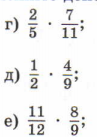 г) 2/5 · 7/11;
д) 1/2 · 4/9;
е) 11/12 · 8/9;